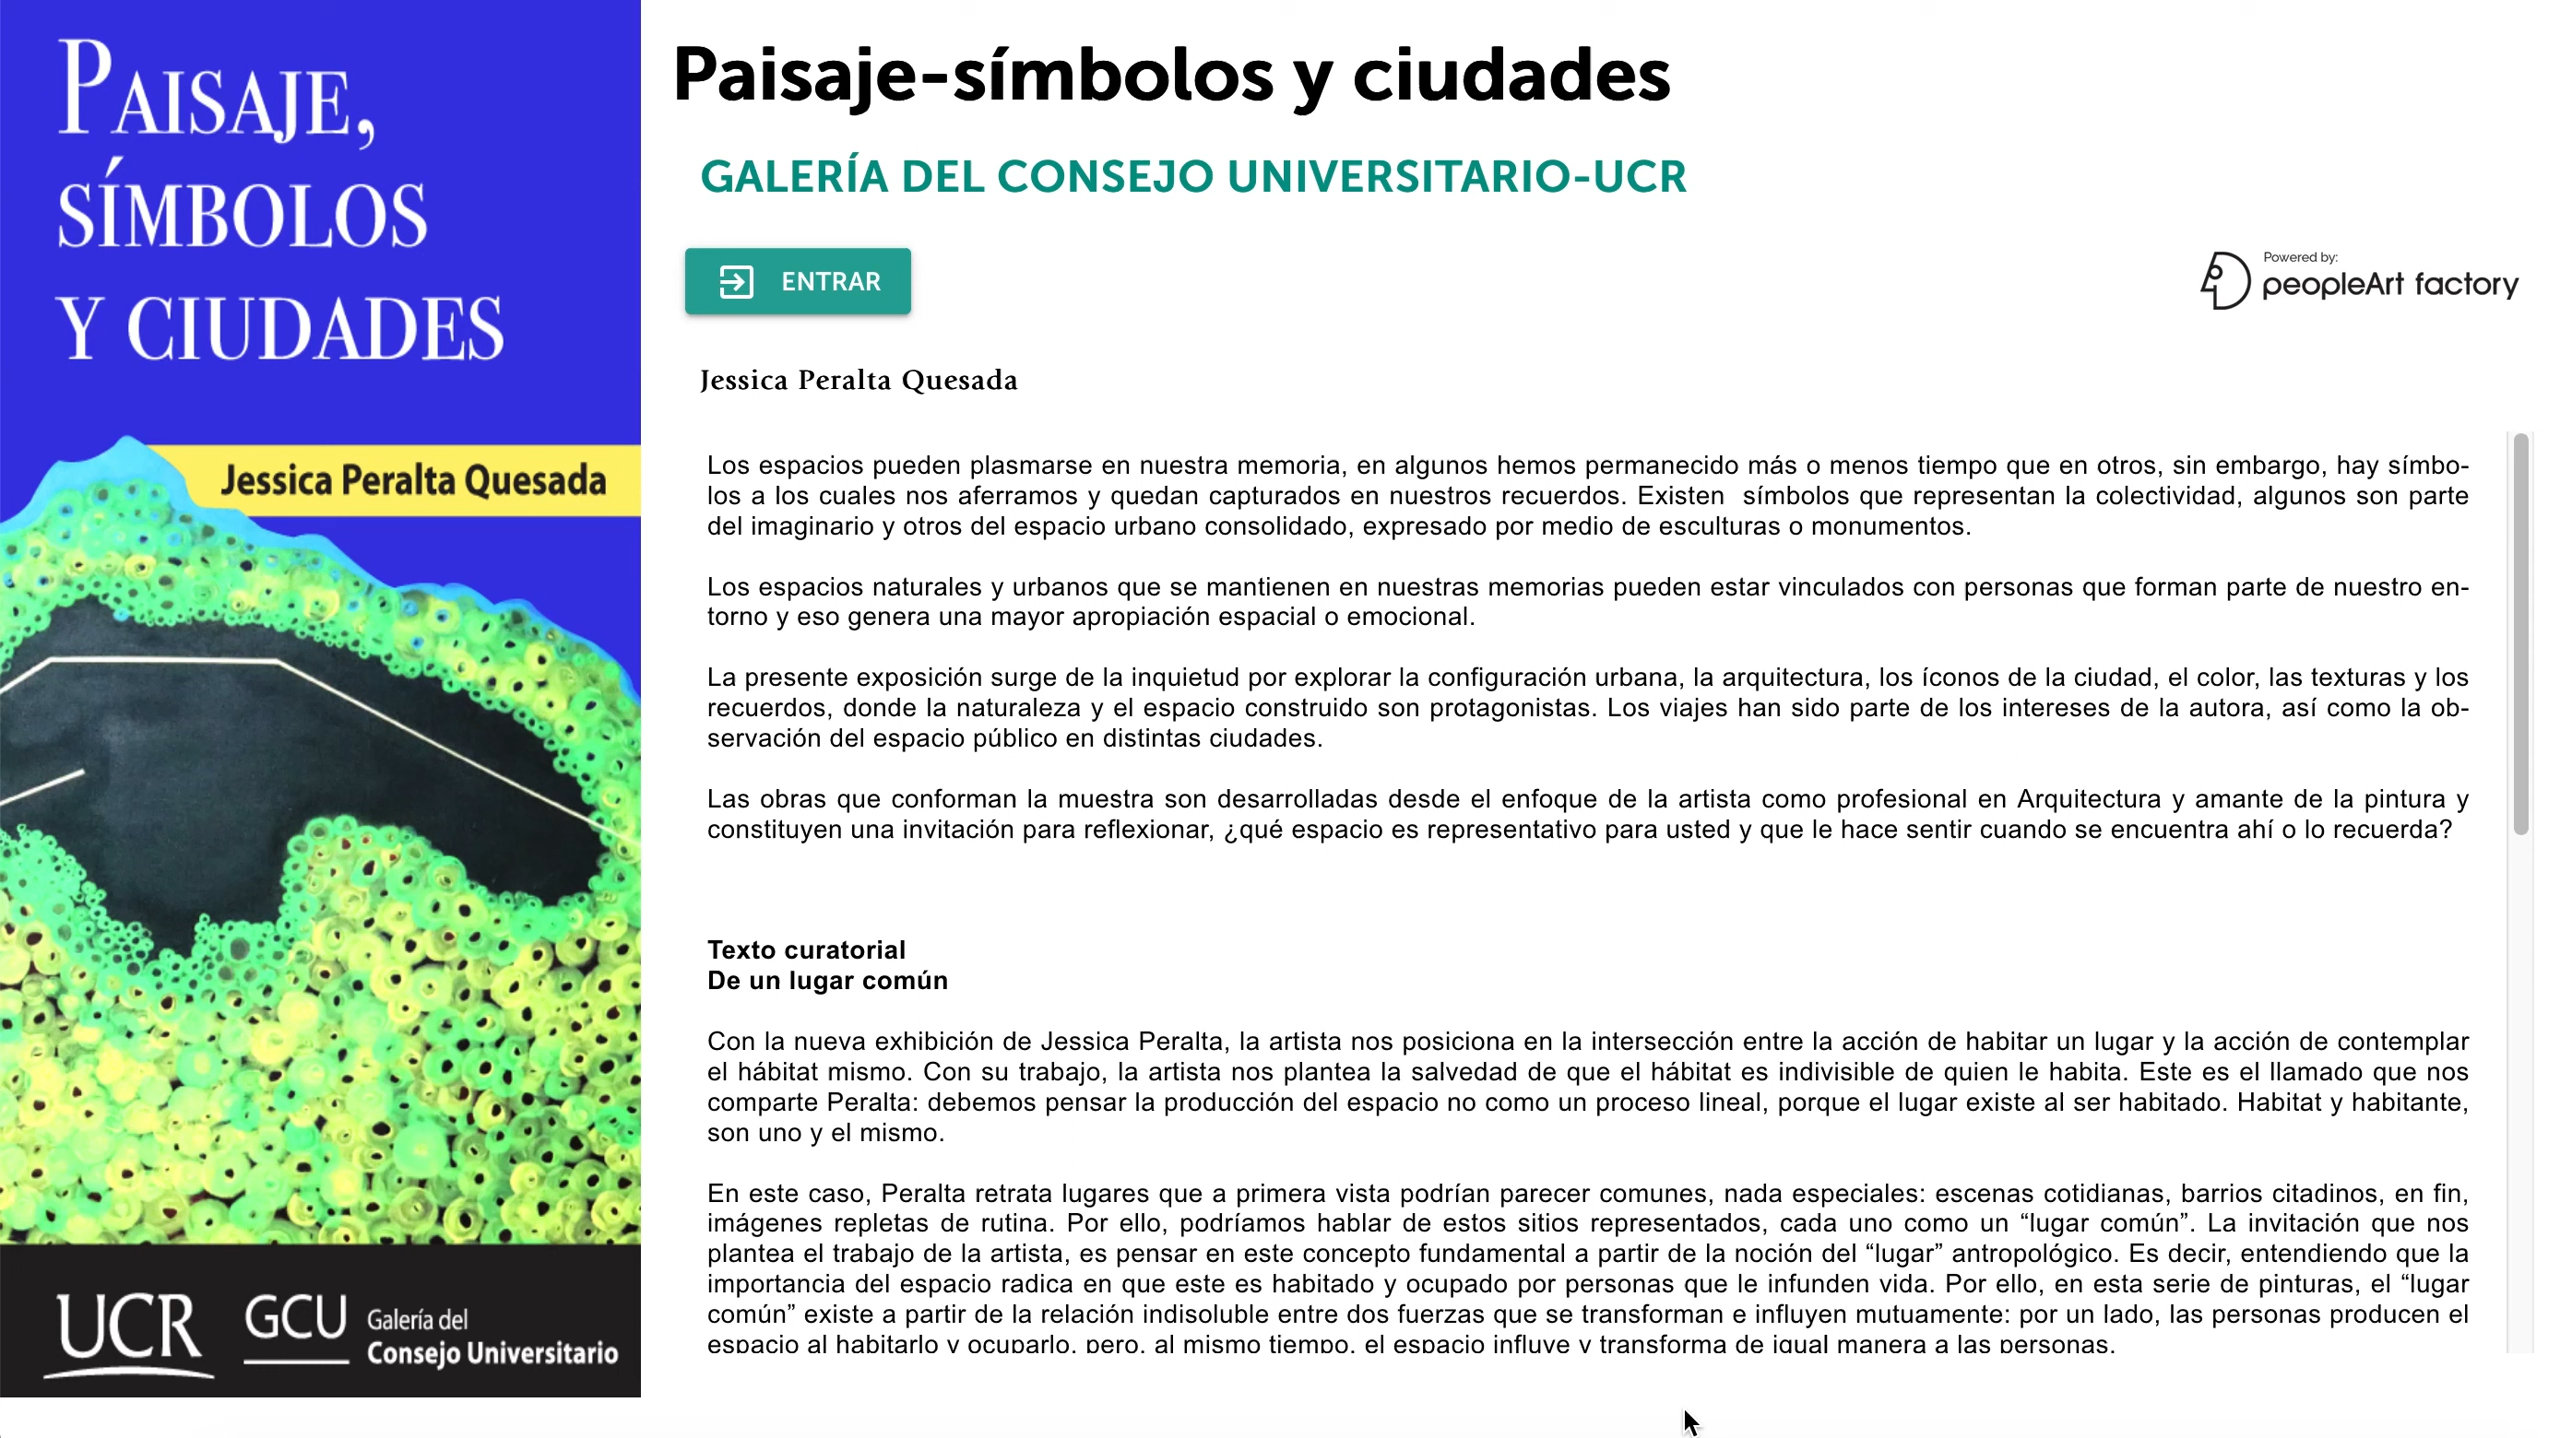 PAISAJE,
SÍMBOLOS
Y CIUDADES
Jessica Peralta Quesada
UCR
GCU
Galería del
Consejo Universitario
Paisaje-símbolos y ciudades
GALERÍA DEL CONSEJO UNIVERSITARIO-UCR
ENTRAR
Powered by:
peopleArt factory
Jessica Peralta Quesada
Los espacios pueden plasmarse en nuestra memoria, en algunos hemos permanecido más o menos tiempo que en otros, sin embargo, hay símbo-
los a los cuales nos aferramos y quedan capturados en nuestros recuerdos. Existen  símbolos que representan la colectividad, algunos son parte
del imaginario y otros del espacio urbano consolidado, expresado por medio de esculturas o monumentos.
Los espacios naturales y urbanos que se mantienen en nuestras memorias pueden estar vinculados con personas que forman parte de nuestro en-
torno y eso genera una mayor apropiación espacial o emocional.
La presente exposición surge de la inquietud por explorar la configuración urbana, la arquitectura, los íconos de la ciudad, el color, las texturas y los
recuerdos, donde la naturaleza y el espacio construido son protagonistas. Los viajes han sido parte de los intereses de la autora, así como la ob-
servación del espacio público en distintas ciudades.
Las obras que conforman la muestra son desarrolladas desde el enfoque de la artista como profesional en Arquitectura y amante de la pintura y
constituyen una invitación para reflexionar, ¿qué espacio es representativo para usted y que le hace sentir cuando se encuentra ahí o lo recuerda?
Texto curatorial
De un lugar común
Con la nueva exhibición de Jessica Peralta, la artista nos posiciona en la intersección entre la acción de habitar un lugar y la acción de contemplar
el hábitat mismo. Con su trabajo, la artista nos plantea la salvedad de que el hábitat es indivisible de quien le habita. Este es el llamado que nos
comparte Peralta: debemos pensar la producción del espacio no como un proceso lineal, porque el lugar existe al ser habitado. Habitat y habitante,
son uno y el mismo.
En este caso, Peralta retrata lugares que a primera vista podrían parecer comunes, nada especiales: escenas cotidianas, barrios citadinos, en fin,
imágenes repletas de rutina. Por ello, podríamos hablar de estos sitios representados, cada uno como un “lugar común”. La invitación que nos
plantea el trabajo de la artista, es pensar en este concepto fundamental a partir de la noción del “lugar” antropológico. Es decir, entendiendo que la
importancia del espacio radica en que este es habitado y ocupado por personas que le infunden vida. Por ello, en esta serie de pinturas, el “lugar
común” existe a partir de la relación indisoluble entre dos fuerzas que se transforman e influyen mutuamente: por un lado, las personas producen el
espacio al habitarlo y ocuparlo, pero, al mismo tiempo, el espacio influye y transforma de igual manera a las personas.